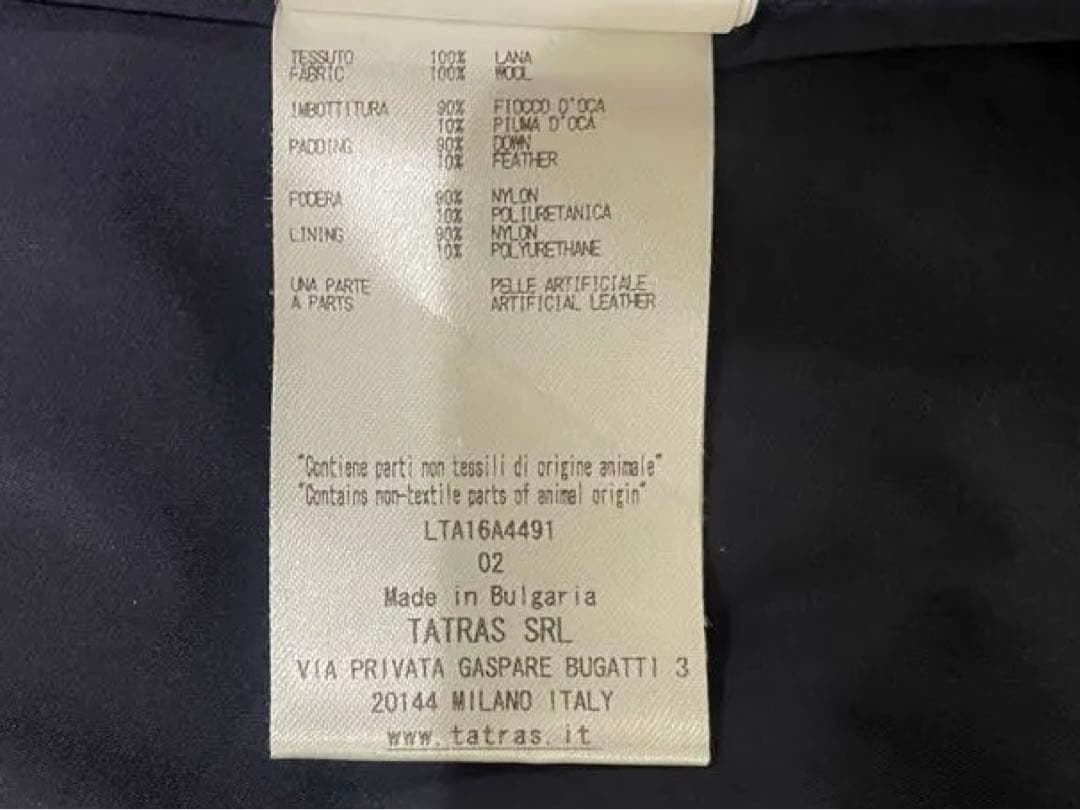 TESSUTO 100% LANA
FABRIC 100% WOOL
IMBOTTITURA 90% FIOCCO D'OCA
10% PIUMA D'OCA
PADDING 90% DOWN
10% FEATHER
FODERA 90% NYLON
10% POLIURETANICA
LINING 90% NYLON
10% POLYURETHANE
UNA PARTE PELLE ARTIFICIALE
A PARTS ARTIFICIAL LEATHER
"Contiene parti non tessili di origine animale"
"Contains non-textile parts of animal origin"
LTA16A4491
02
Made in Bulgaria
TATRAS SRL
VIA PRIVATA GASPARE BUGATTI 3
20144 MILANO ITALY
www.tatras.it